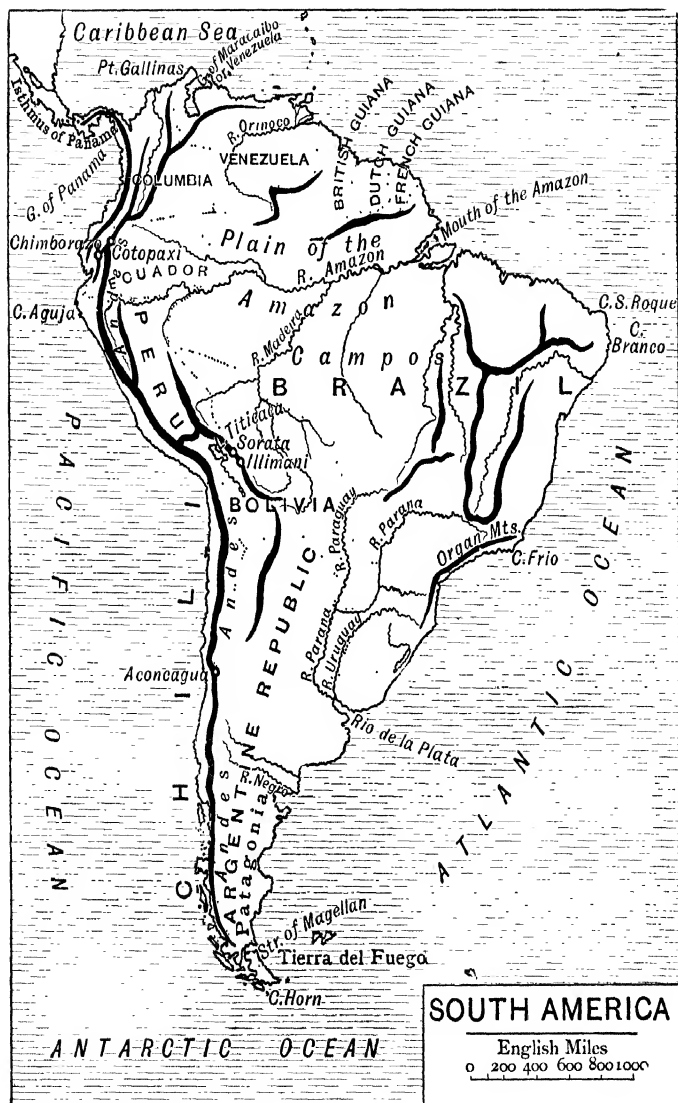 Caribbean Sea
Pt. Gallinas
G. of Maracaibo
or Venezuela
Isthmus of Panama
G. of Panama
R. Orinoco
VENEZUELA
COLUMBIA
BRITISH GUIANA
DUTCH GUIANA
FRENCH GUIANA
Mouth of the Amazon
Chimborazo
Cotopaxi
ECUADOR
Plain of the
R. Amazon
Amazon
C. Aguja
Andes
PERU
R. Madeira
Campos
C.S. Roque
C.
Branco
BRAZIL
Titicaca
Sorata
Illimani
BOLIVIA
R. Paraguay
R. Parana
Organ Mts.
C. Frio
PACIFIC OCEAN
CHILI
Andes
ARGENTINE REPUBLIC
Aconcagua
R. Parana
R. Uruguay
Rio de la Plata
R. Negro
Andes
Patagonia
ATLANTIC OCEAN
Str. of Magellan
Tierra del Fuego
C. Horn
ANTARCTIC OCEAN
SOUTH AMERICA
English Miles
0 200 400 600 800 1000